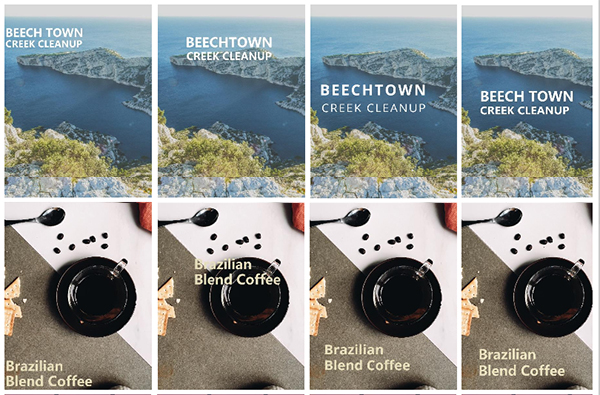 BEECH TOWN
CREEK CLEANUP
BEECHTOWN
CREEK CLEANUP
BEECHTOWN
CREEK CLEANUP
BEECH TOWN
CREEK CLEANUP
Brazilian
Blend Coffee
Brazilian
Blend Coffee
Brazilian
Blend Coffee
Brazilian
Blend Coffee